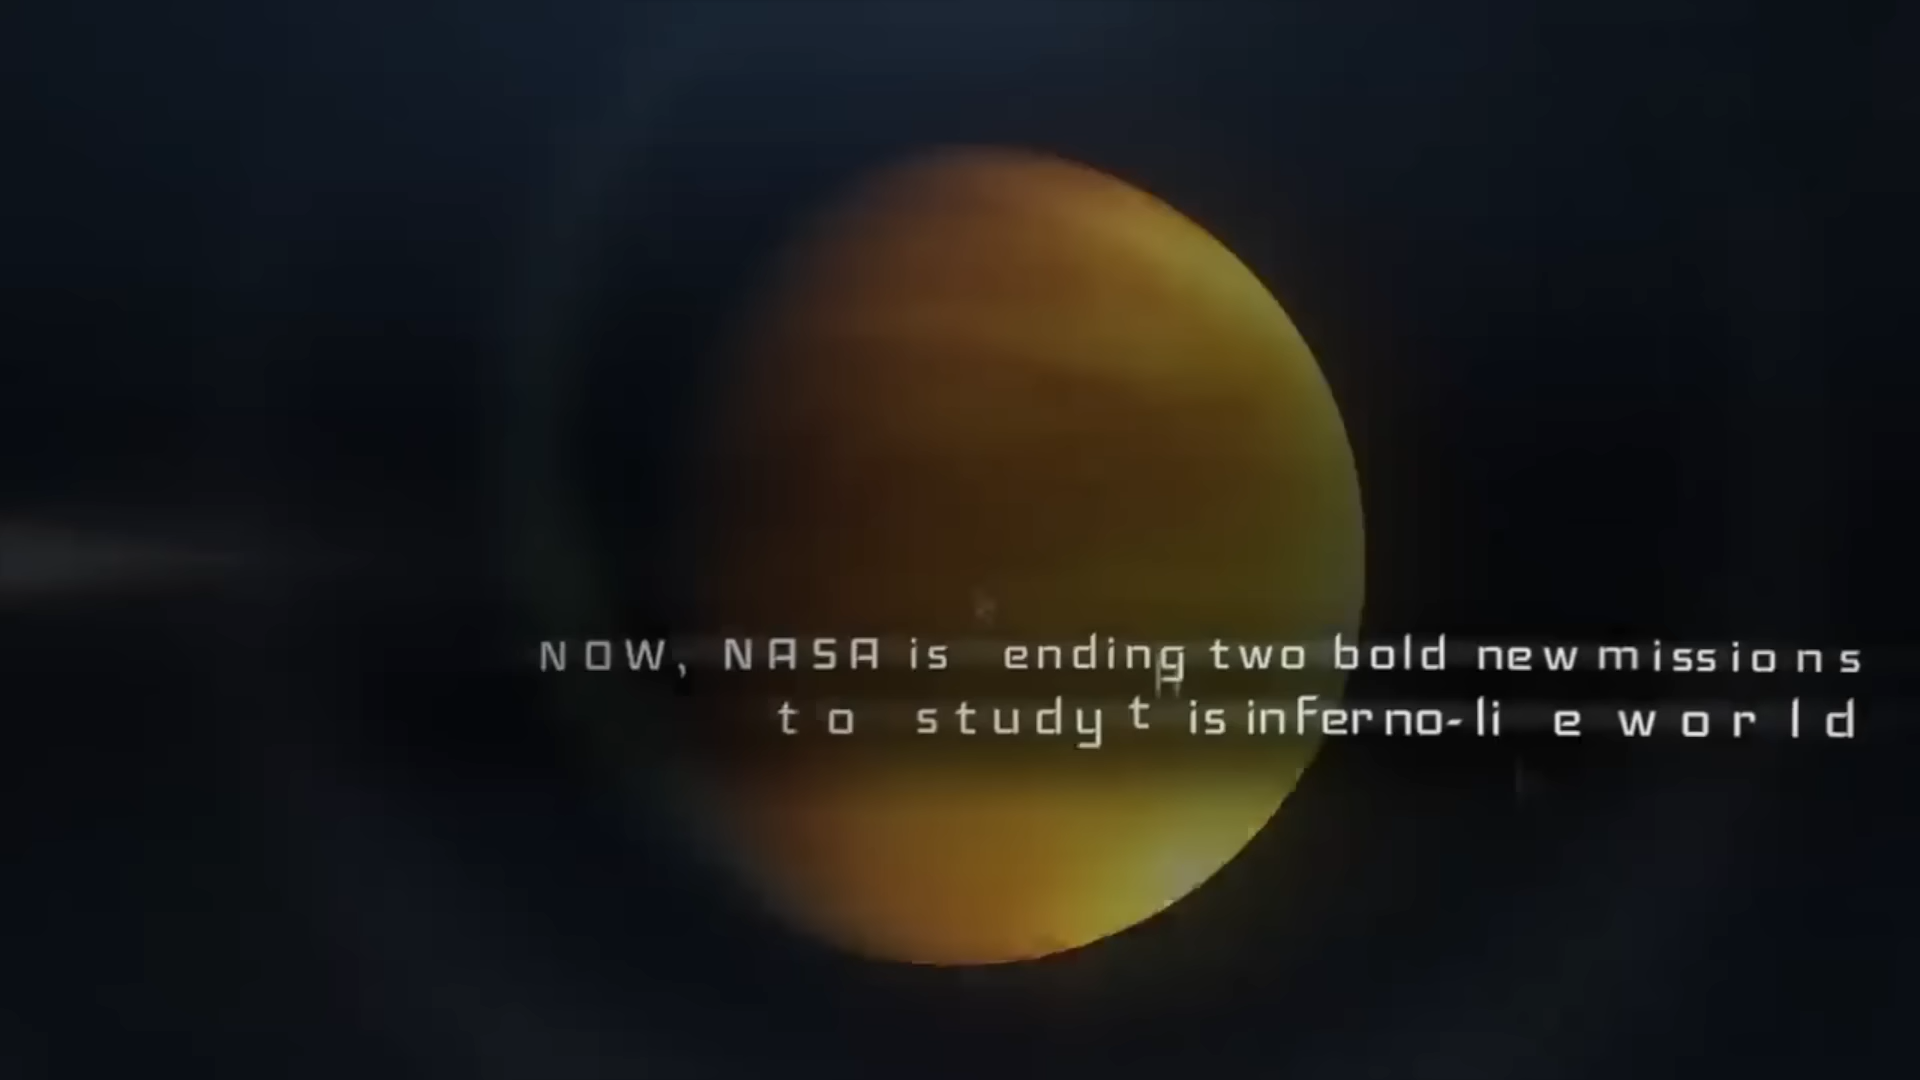 NOW, NASA is ending two bold new missions
to study t is inferno-li e world